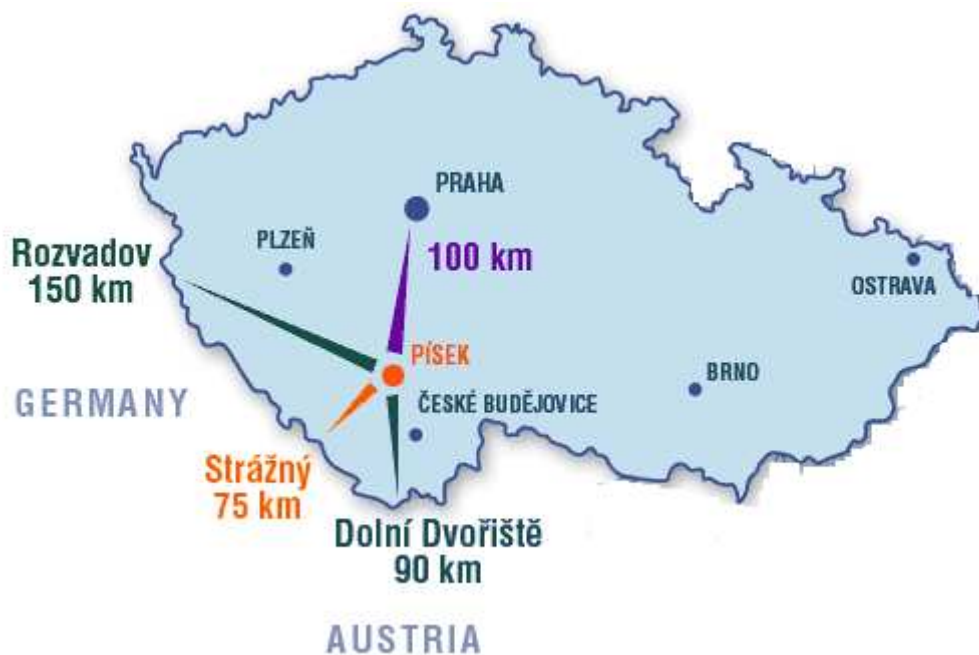 PRAHA
PLZEŇ
Rozvadov
150 km
100 km
OSTRAVA
PÍSEK
BRNO
GERMANY
ČESKÉ BUDĚJOVICE
Strážný
75 km
Dolní Dvořiště
90 km
AUSTRIA